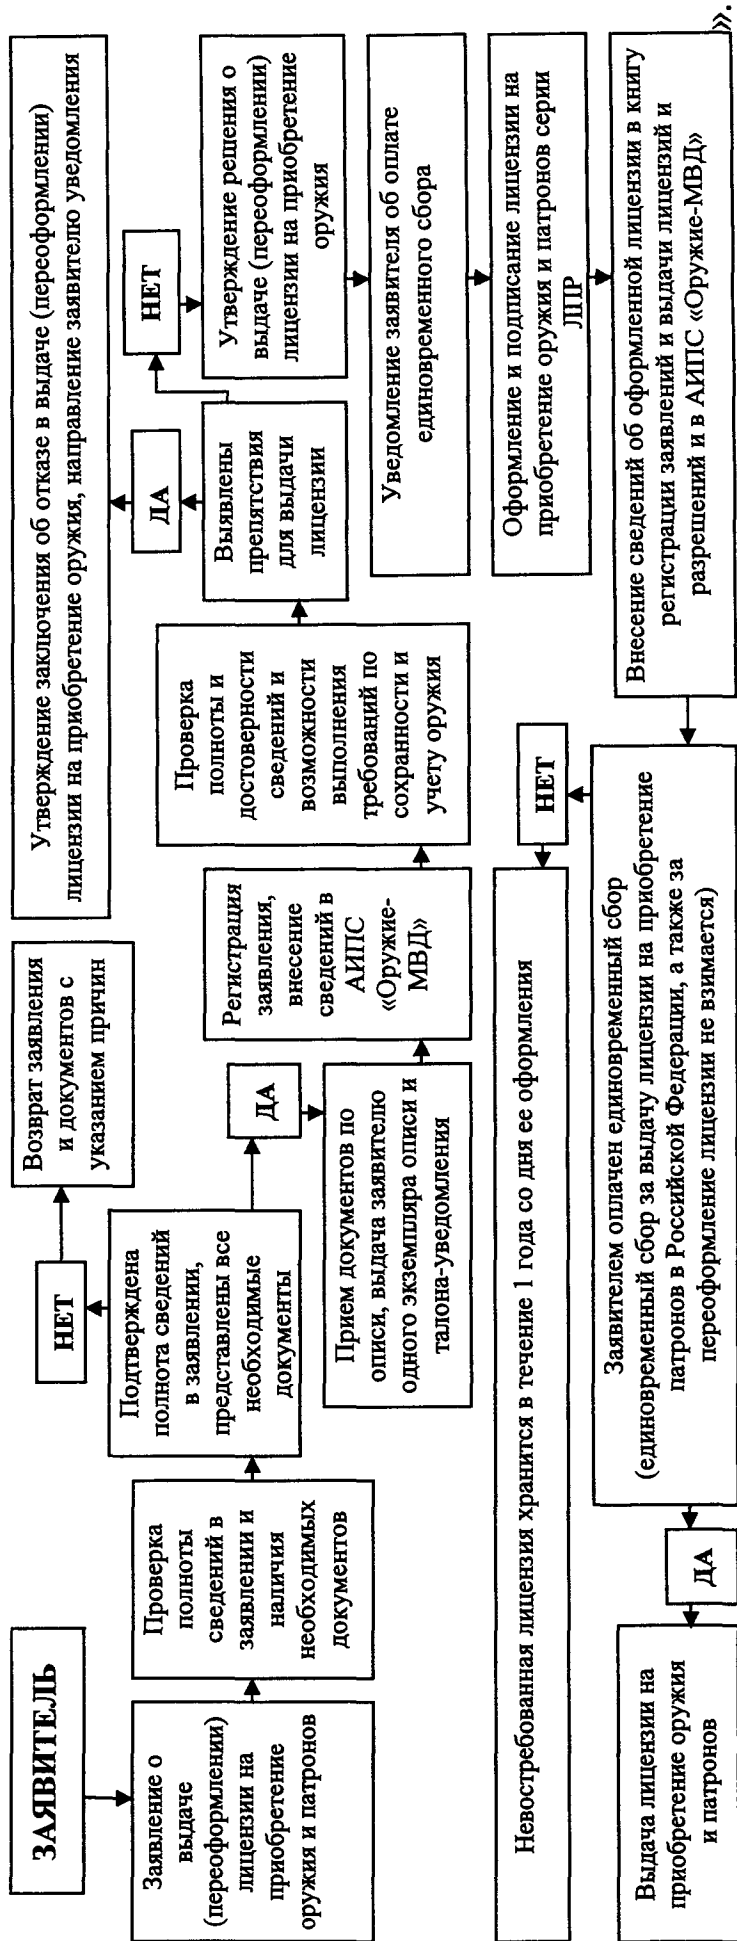 ЗАЯВИТЕЛЬ
Заявление о
выдаче
(переоформлении)
лицензии на
приобретение
оружия и патронов
Проверка
полноты
сведений в
заявлении и
наличия
необходимых
документов
Подтверждена
полнота сведений
в заявлении,
представлены все
необходимые
документы
НЕТ
Возврат заявления
и документов с
указанием причин
ДА
Прием документов по
описи, выдача заявителю
одного экземпляра описи и
талона-уведомления
Регистрация
заявления,
внесение
сведений в
АИПС
«Оружие-
МВД»
Проверка
полноты и
достоверности
сведений и
возможности
выполнения
требований по
сохранности и
учету оружия
Выявлены
препятствия
для выдачи
лицензии
ДА
Утверждение заключения об отказе в выдаче (переоформлении)
лицензии на приобретение оружия, направление заявителю уведомления
НЕТ
Утверждение решения о
выдаче (переоформлении)
лицензии на приобретение
оружия
Уведомление заявителя об оплате
единовременного сбора
Оформление и подписание лицензии на
приобретение оружия и патронов серии
ЛПР
Внесение сведений об оформленной лицензии в книгу
регистрации заявлений и выдачи лицензий и
разрешений и в АИПС «Оружие-МВД»
Заявителем оплачен единовременный сбор
(единовременный сбор за выдачу лицензии на приобретение
патронов в Российской Федерации, а также за
переоформление лицензии не взимается)
НЕТ
Невостребованная лицензия хранится в течение 1 года со дня ее оформления
ДА
Выдача лицензии на
приобретение оружия
и патронов
».